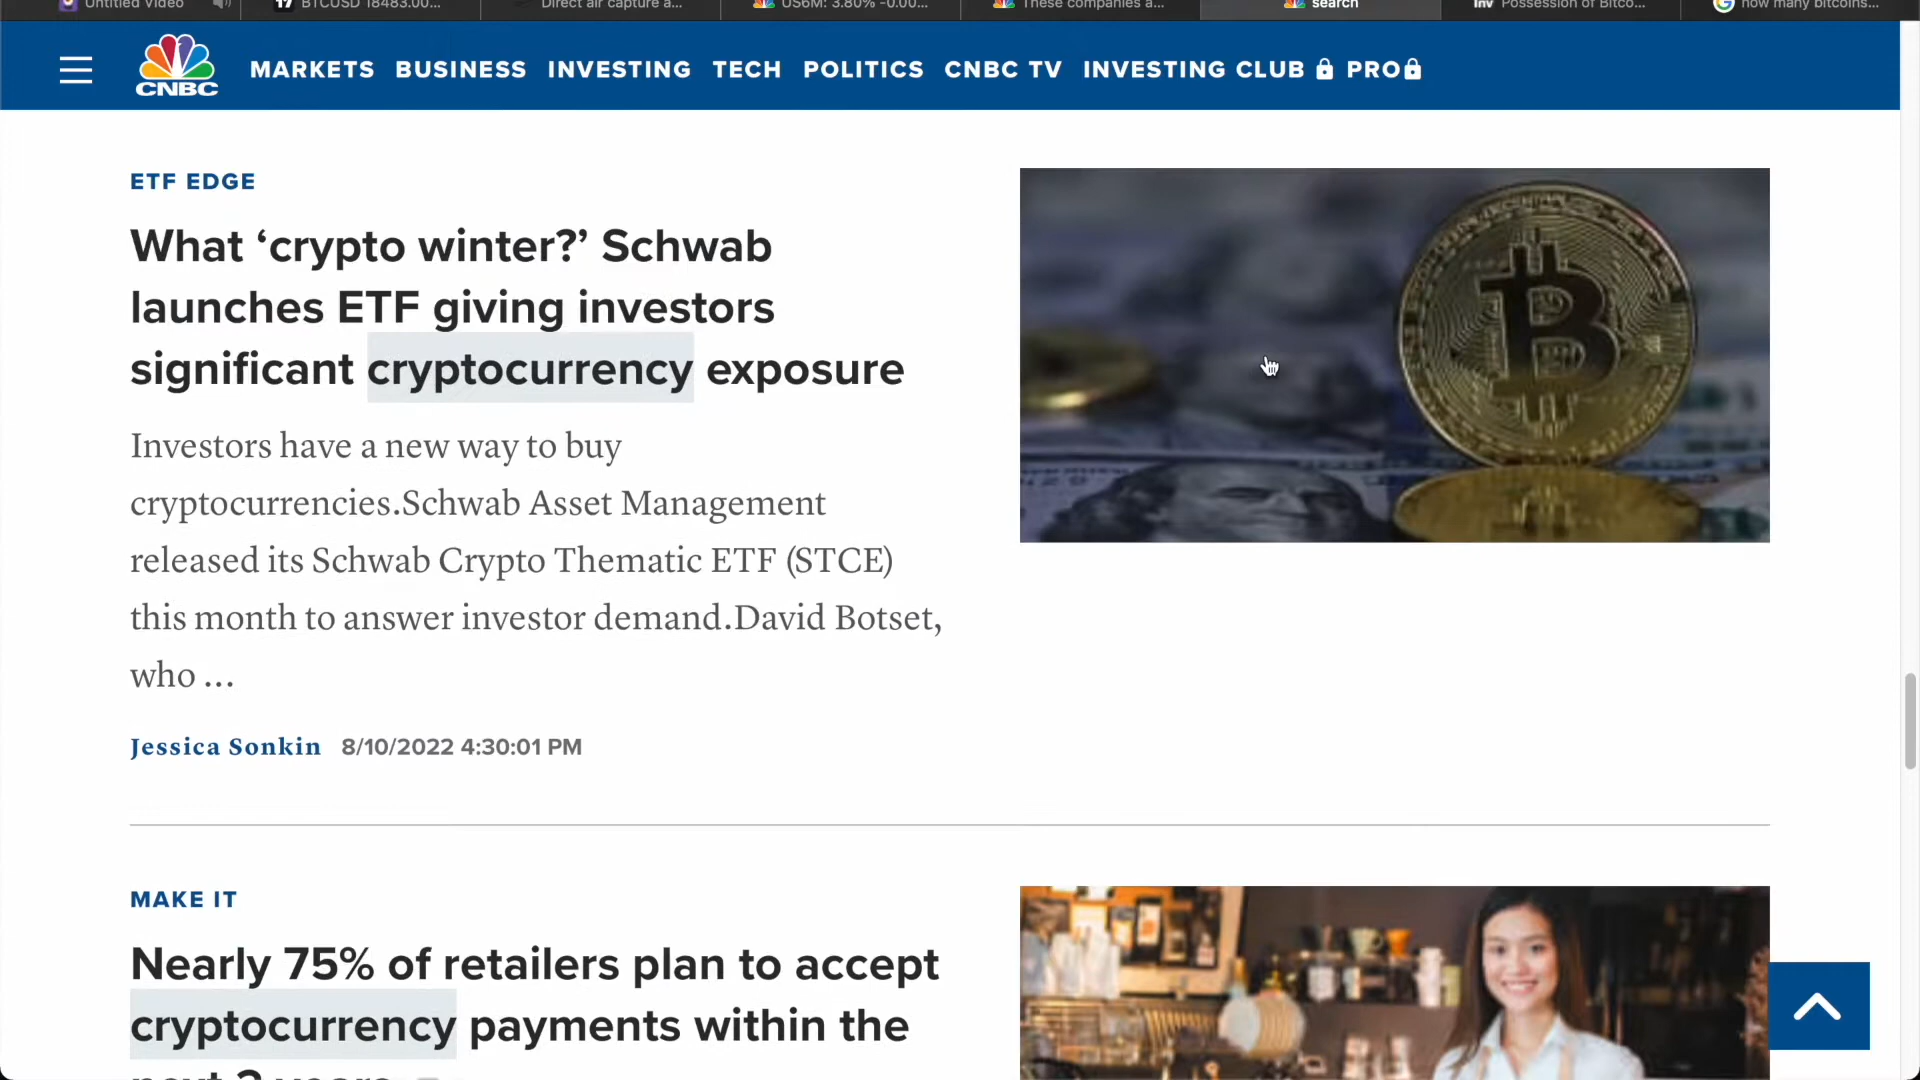 Untitled Video
BTCUSD 18483.00...
Direct air capture a...
US6M: 3.80% -0.00...
These companies a...
search
Inv Possession of Bitco...
how many bitcoins...
CNBC
MARKETS BUSINESS INVESTING TECH POLITICS CNBC TV INVESTING CLUB PRO
ETF EDGE
What ‘crypto winter?’ Schwab
launches ETF giving investors
significant cryptocurrency exposure
Investors have a new way to buy
cryptocurrencies.Schwab Asset Management
released its Schwab Crypto Thematic ETF (STCE)
this month to answer investor demand.David Botset,
who ...
Jessica Sonkin 8/10/2022 4:30:01 PM
MAKE IT
Nearly 75% of retailers plan to accept
cryptocurrency payments within the
next 2 years